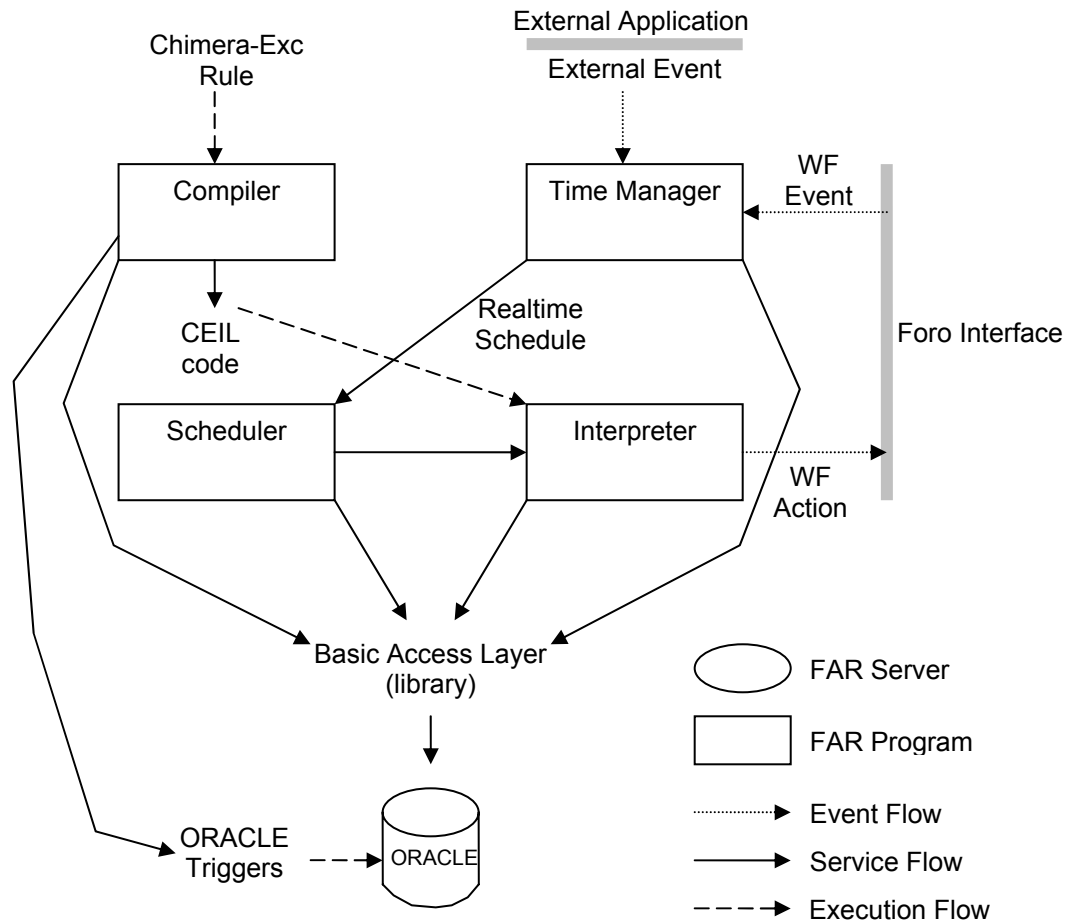 External Application
Chimera-Exc
Rule
External Event
Compiler
Time Manager
WF
Event
Realtime
Schedule
CEIL
code
Foro Interface
Scheduler
Interpreter
WF
Action
Basic Access Layer
(library)
FAR Server
FAR Program
Event Flow
ORACLE
Triggers
ORACLE
Service Flow
Execution Flow